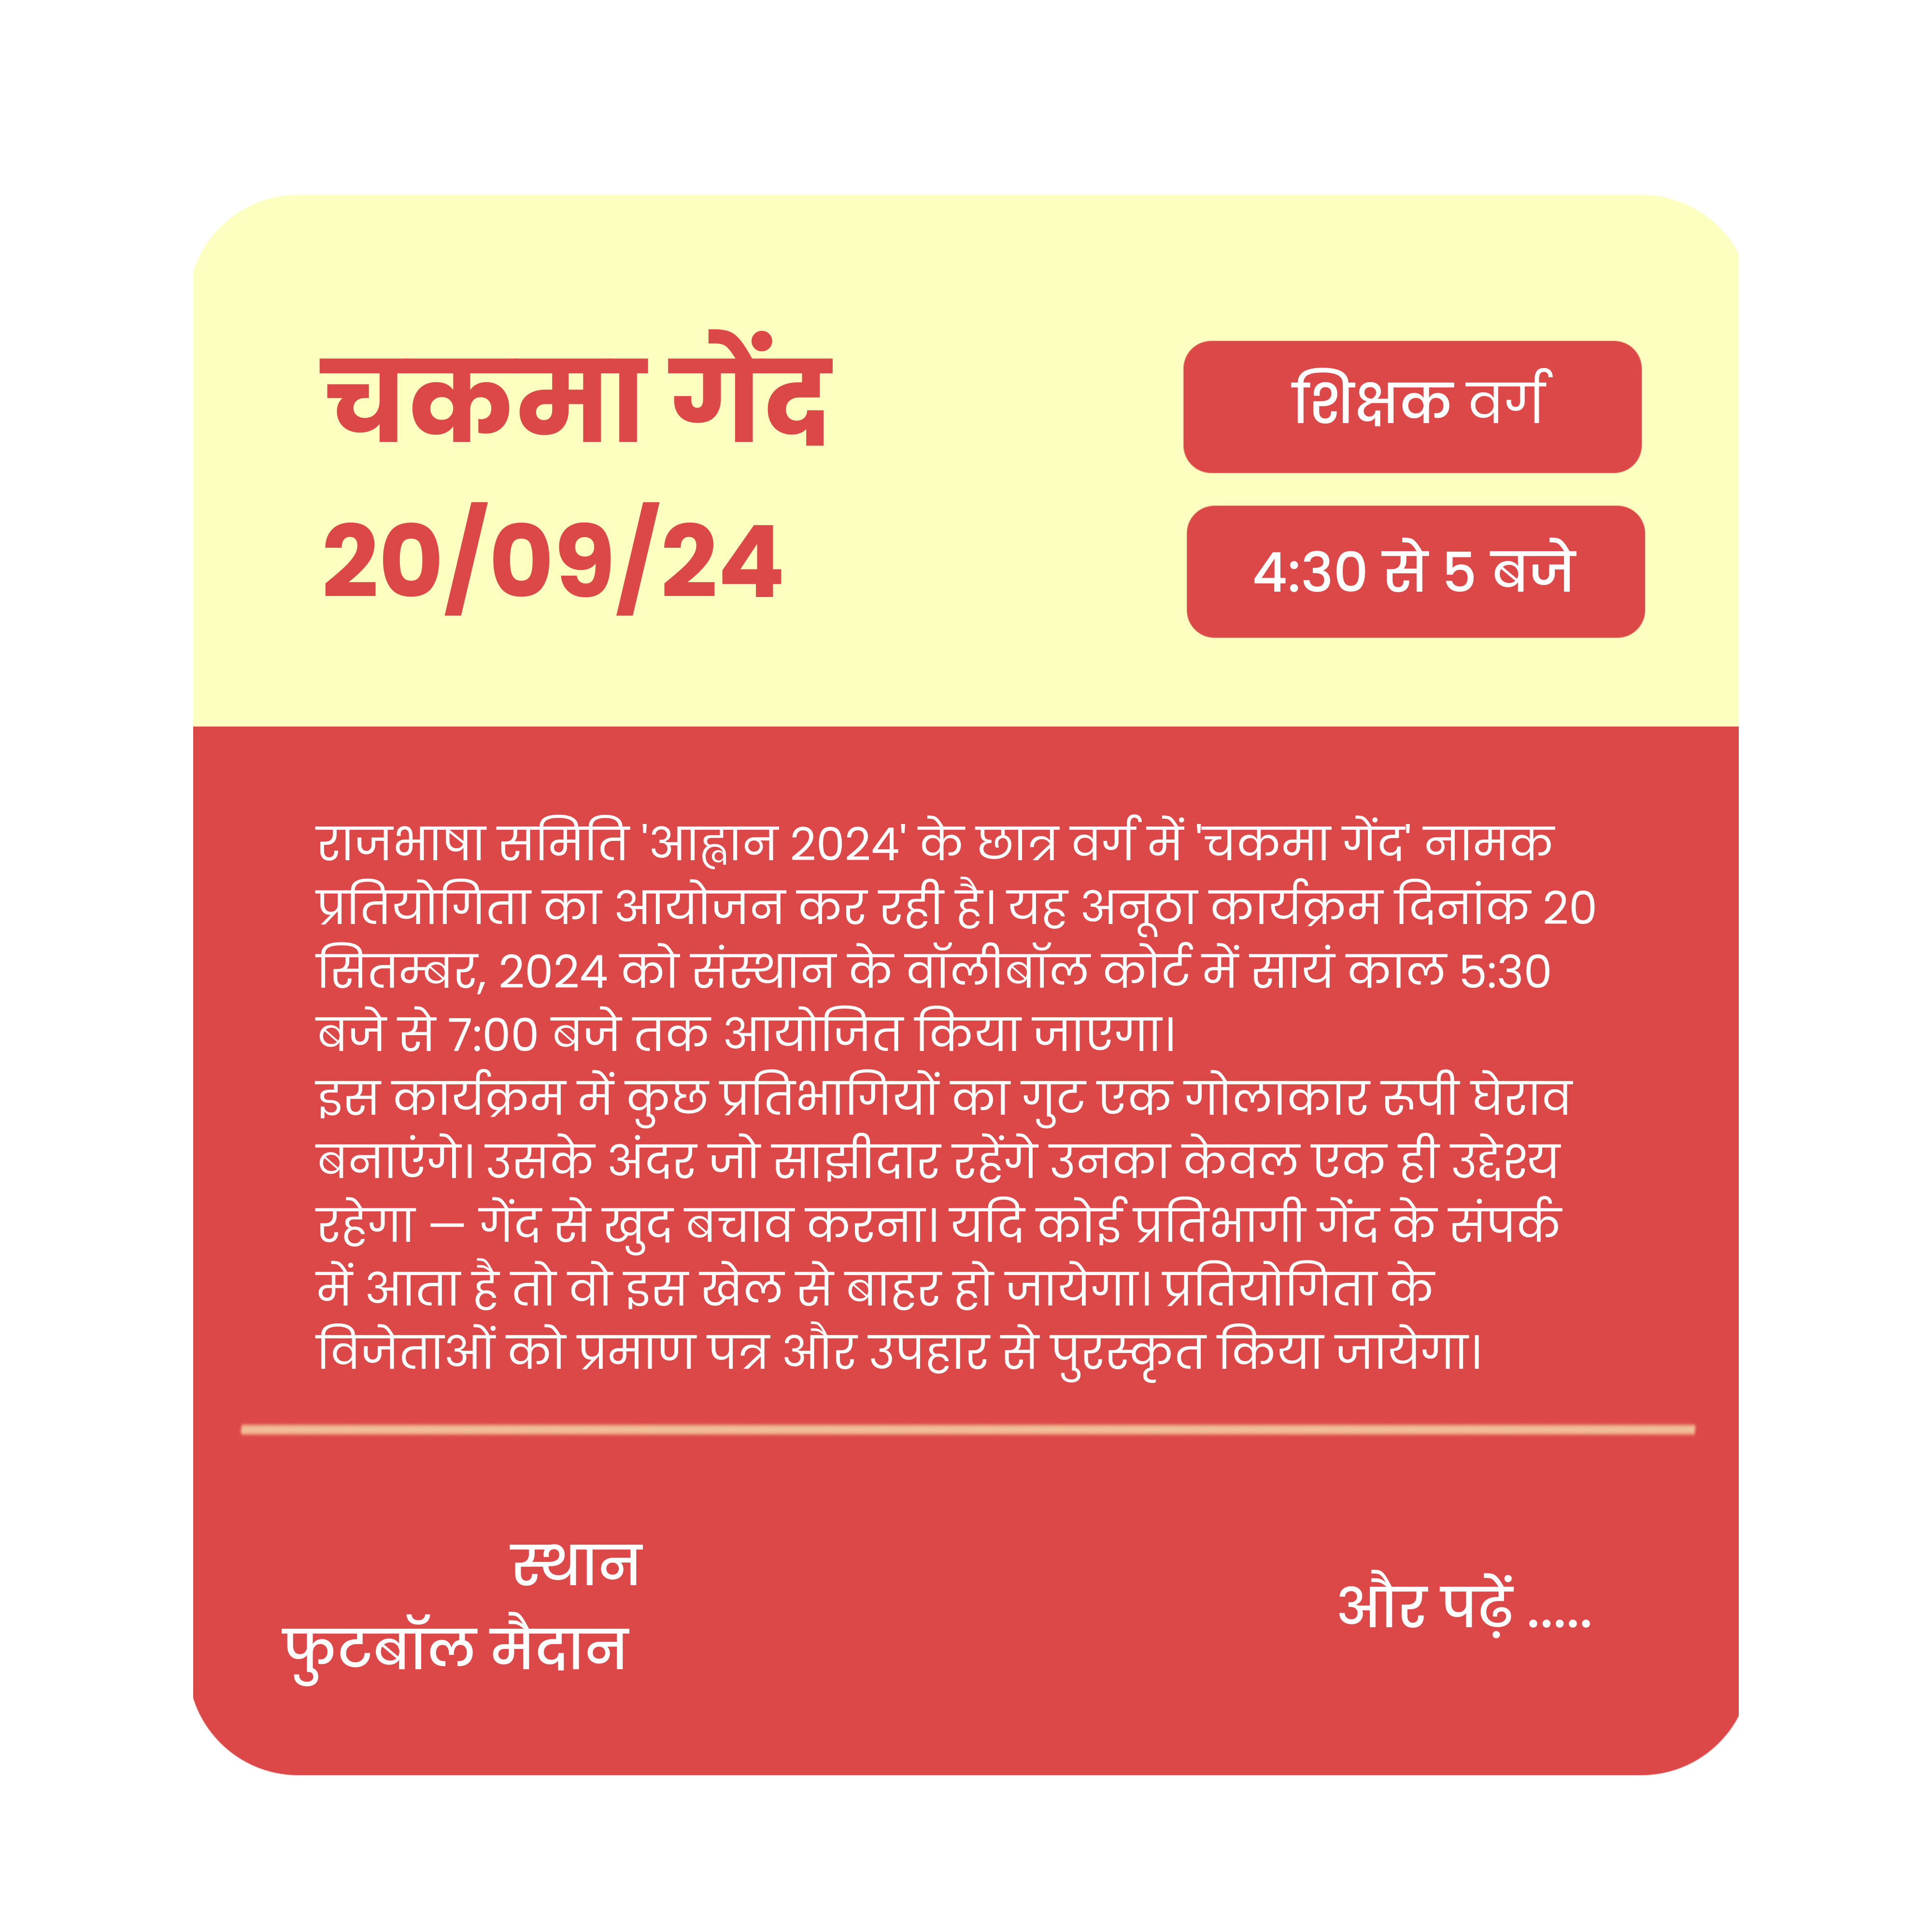 चकमा गेंद
शिक्षक वर्ग
20/09/24
4:30 से 5 बजे
राजभाषा समिति 'आह्वान 2024' के छात्र वर्ग में 'चकमा गेंद' नामक
प्रतियोगिता का आयोजन कर रही है। यह अनूठा कार्यक्रम दिनांक 20
सितम्बर, 2024 को संस्थान के वॉलीबॉल कोर्ट में सायं काल 5:30
बजे से 7:00 बजे तक आयोजित किया जाएगा।
इस कार्यक्रम में कुछ प्रतिभागियों का गुट एक गोलाकार रुपी घेराव
बनाएंगे। उसके अंदर जो साझीदार रहेंगे उनका केवल एक ही उद्देश्य
रहेगा – गेंद से खुद बचाव करना। यदि कोई प्रतिभागी गेंद के संपर्क
में आता है तो वो इस खेल से बाहर हो जायेगा। प्रतियोगिता के
विजेताओं को प्रमाण पत्र और उपहार से पुरस्कृत किया जायेगा।
स्थान
फुटबॉल मैदान
और पढ़ें .....